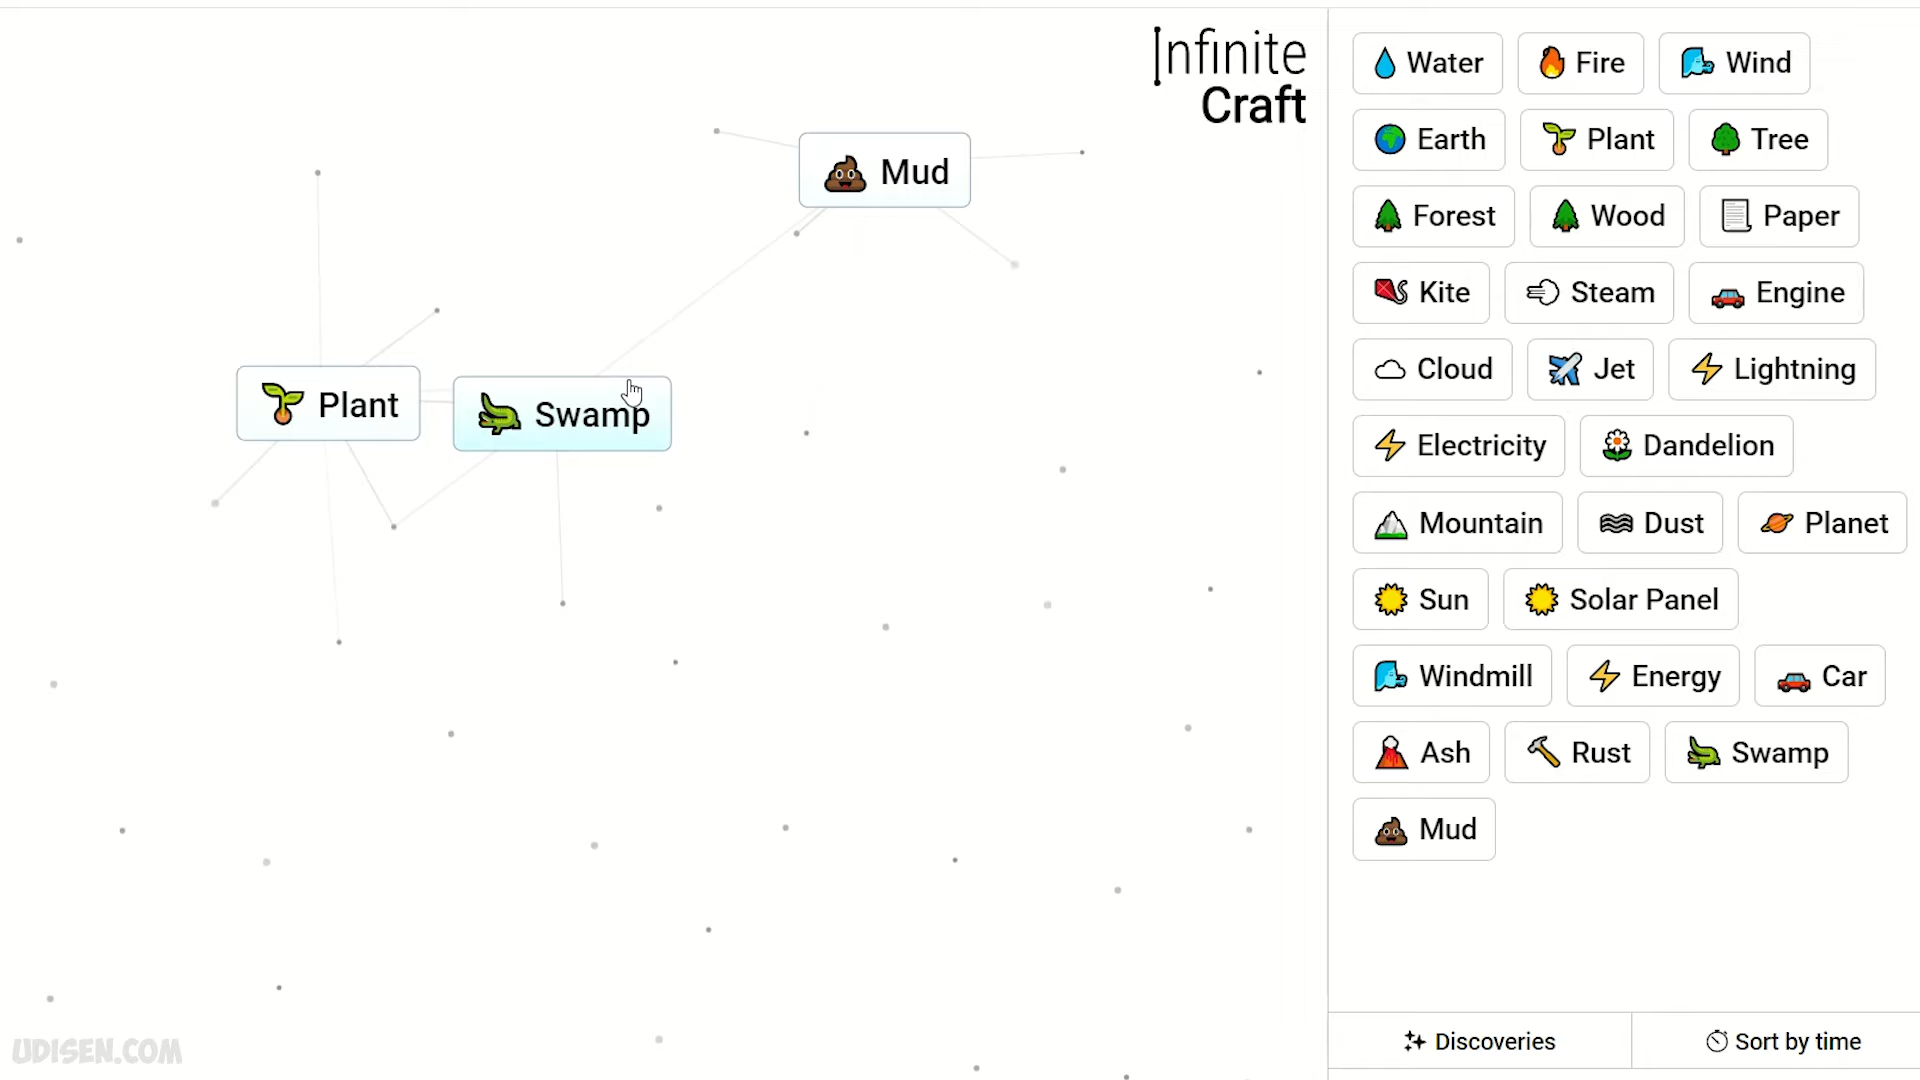 Infinite
Craft
Mud
Plant
Swamp
Water Fire Wind
Earth Plant Tree
Forest Wood Paper
Kite Steam Engine
Cloud Jet Lightning
Electricity Dandelion
Mountain Dust Planet
Sun Solar Panel
Windmill Energy Car
Ash Rust Swamp
Mud
Discoveries Sort by time
UDISEN.COM